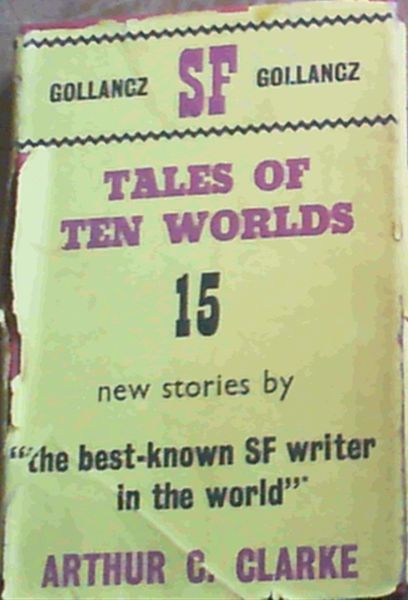 GOLLANCZ SF GOLLANCZ
TALES OF
TEN WORLDS
15
new stories by
"the best-known SF writer
in the world"*
ARTHUR C. CLARKE